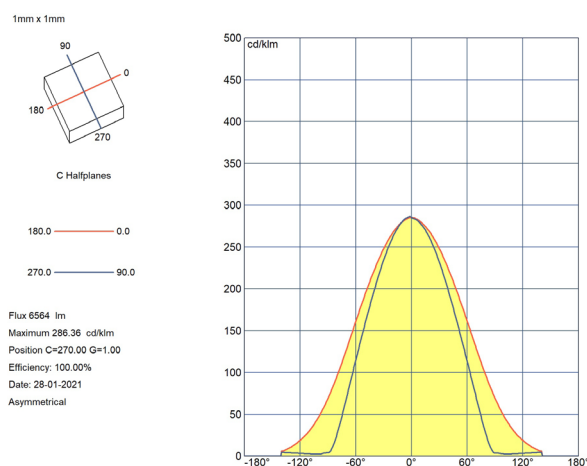 1mm x 1mm
90
0
180
270
C Halfplanes
180.0 0.0
270.0 90.0
Flux 6564 lm
Maximum 286.36 cd/klm
Position C=270.00 G=1.00
Efficiency: 100.00%
Date: 28-01-2021
Asymmetrical
500
cd/klm
450
400
350
300
250
200
150
100
50
0
-180° -120° -60° 0° 60° 120° 180°